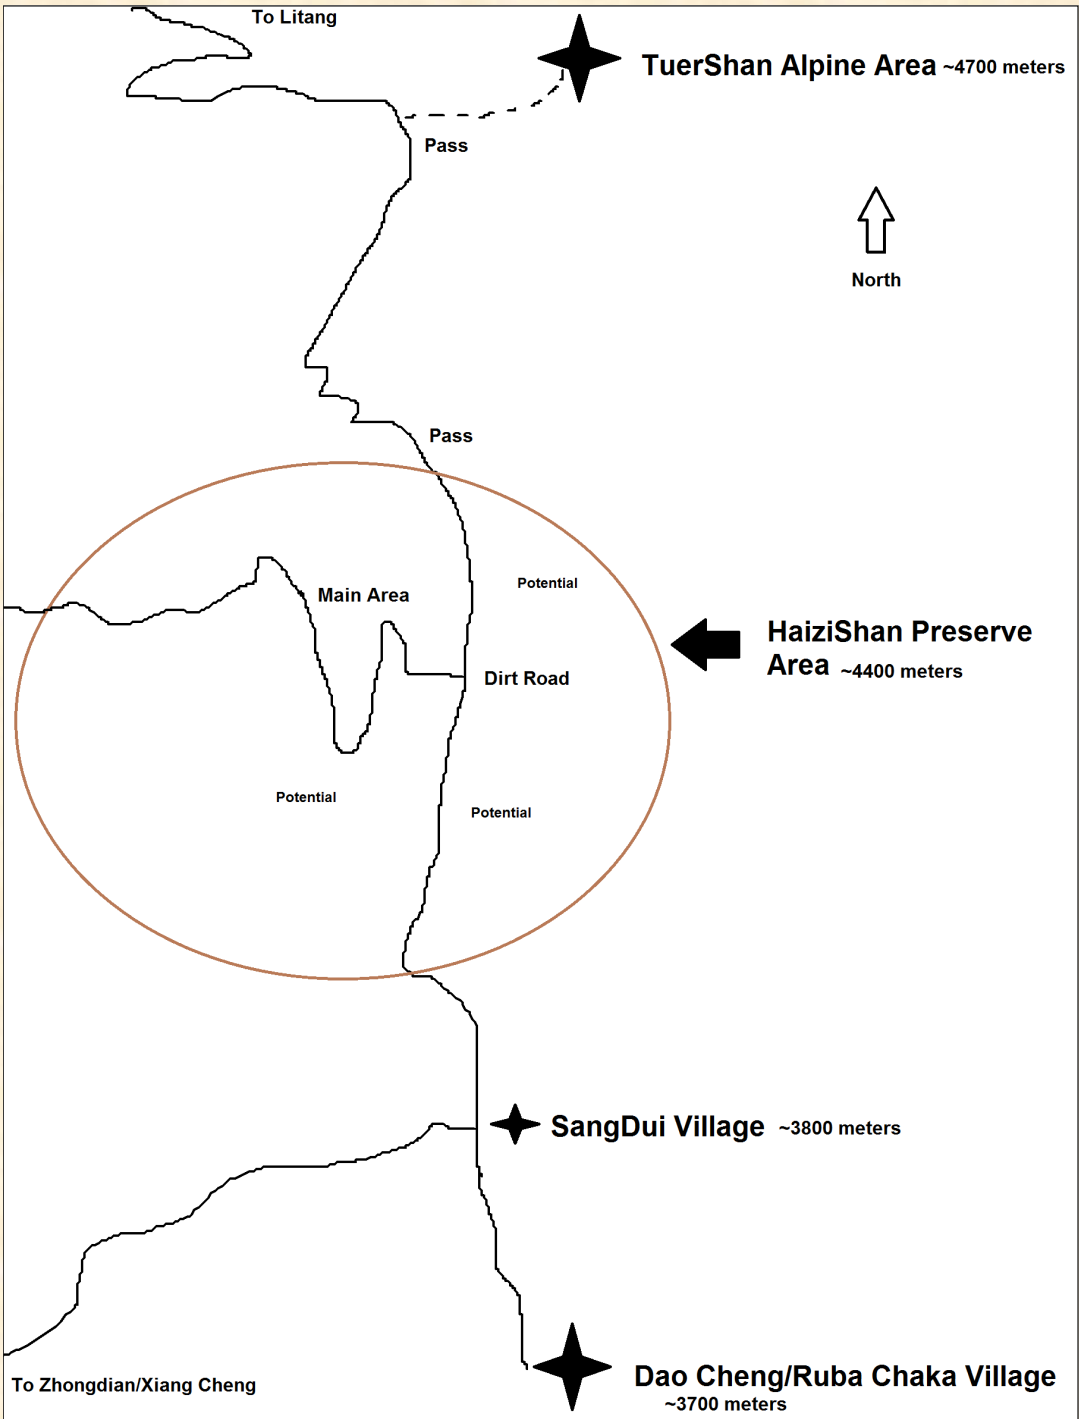 To Litang
TuerShan Alpine Area ~4700 meters
Pass
North
Pass
Potential
Main Area
HaiziShan Preserve
Area ~4400 meters
Dirt Road
Potential
Potential
SangDui Village ~3800 meters
To Zhongdian/Xiang Cheng
Dao Cheng/Ruba Chaka Village
~3700 meters